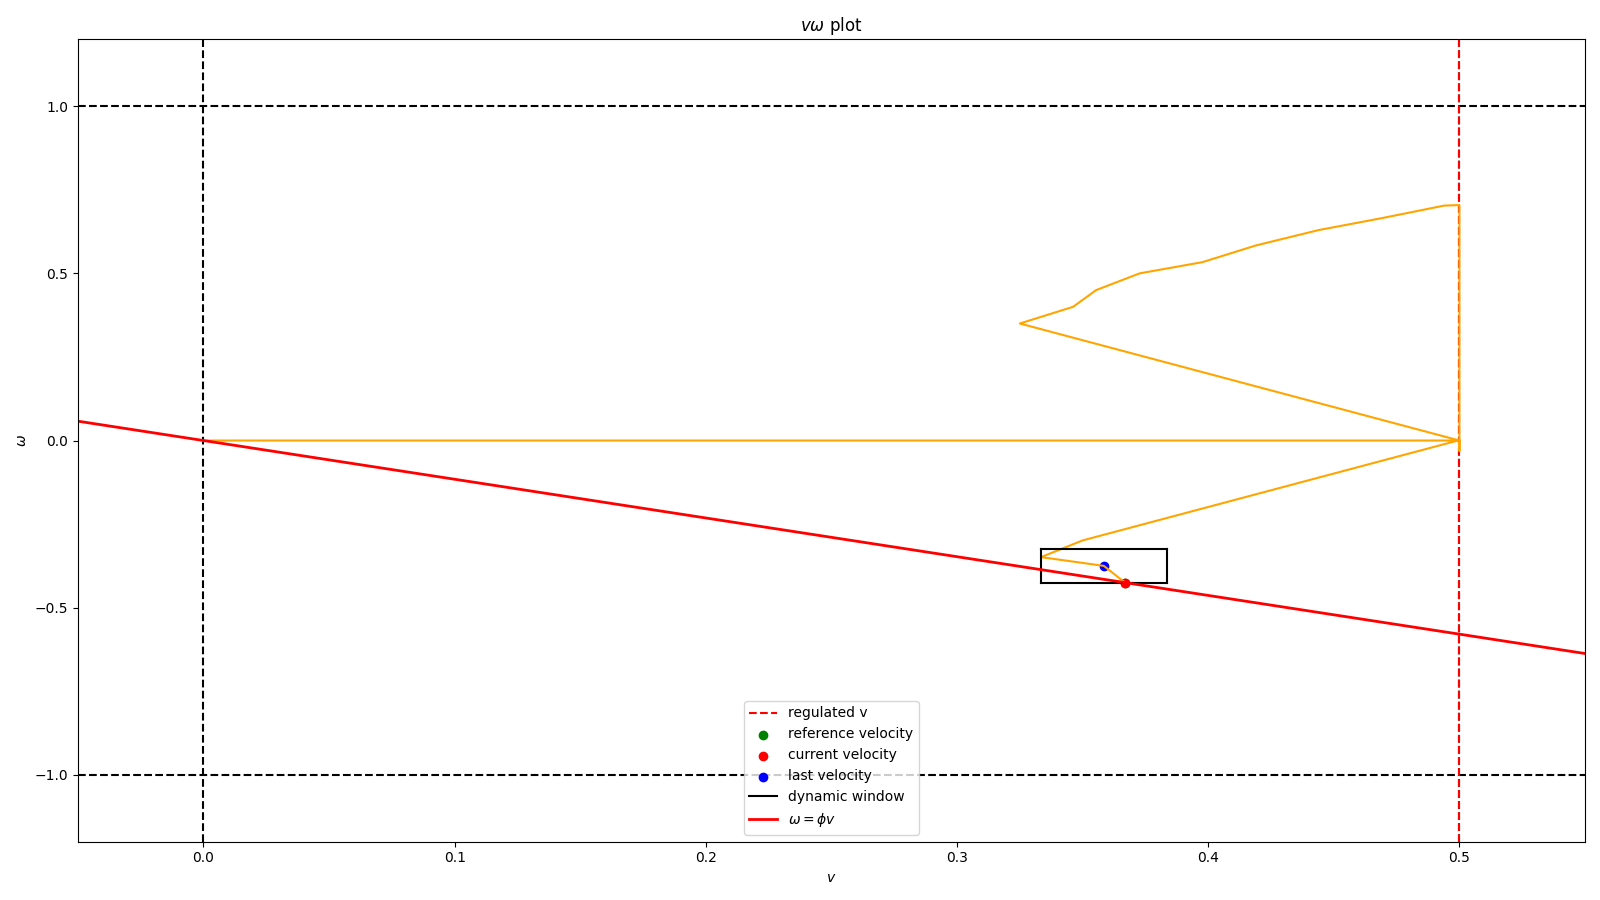 vω plot
1.0
0.5
0.0
−0.5
−1.0
ω
regulated v
reference velocity
current velocity
last velocity
dynamic window
ω = ϕv
0.0 0.1 0.2 0.3 0.4 0.5
v